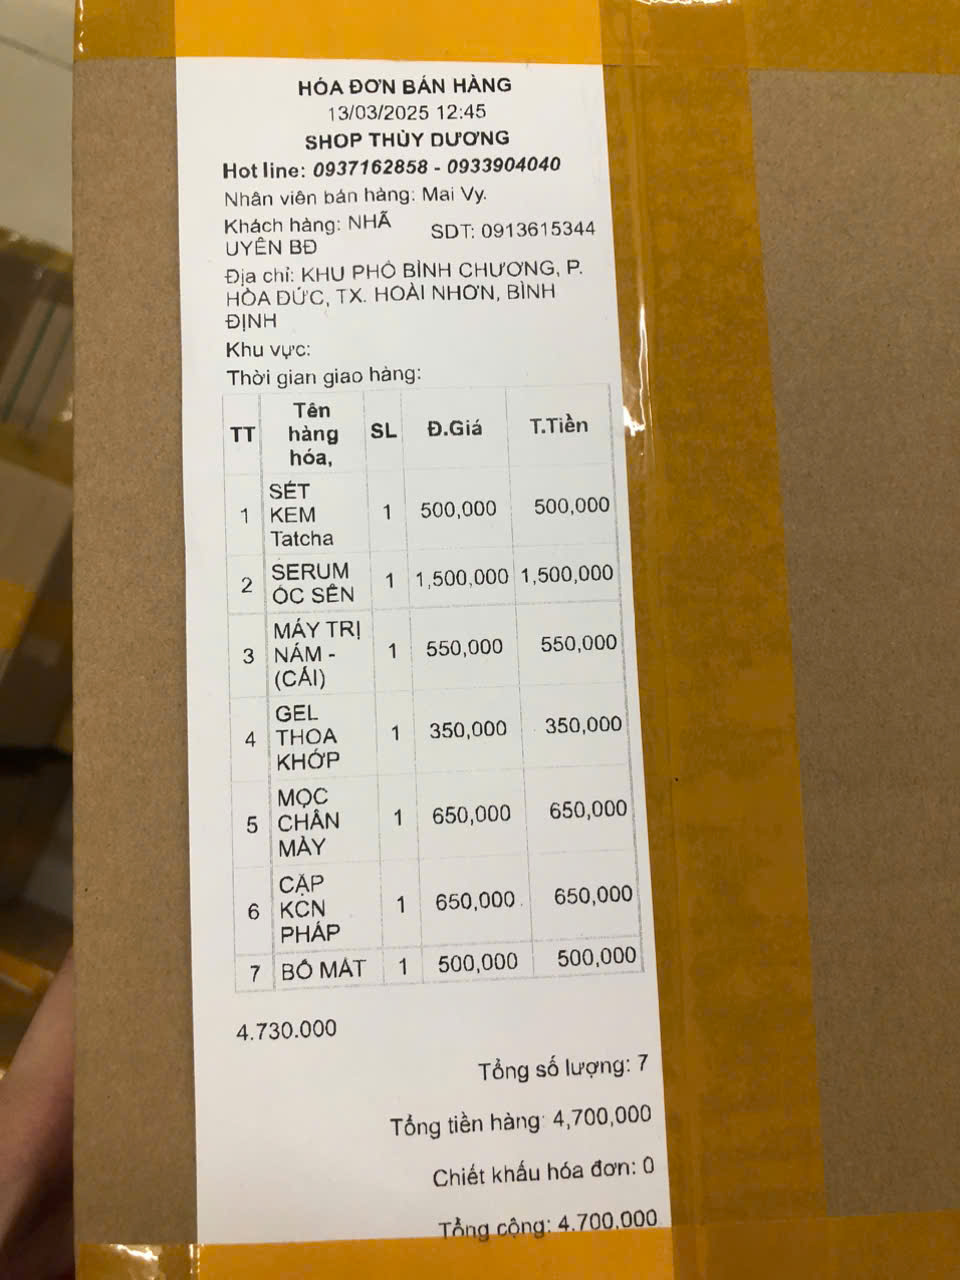 HÓA ĐƠN BÁN HÀNG
13/03/2025 12:45
SHOP THÙY DƯƠNG
Hot line: 0937162858 - 0933904040
Nhân viên bán hàng: Mai Vy.
Khách hàng: NHÃ UYÊN BĐ SDT: 0913615344
Địa chỉ: KHU PHỐ BÌNH CHƯƠNG, P.
HÒA ĐỨC, TX. HOÀI NHƠN, BÌNH
ĐỊNH
Khu vực:
Thời gian giao hàng:
TT Tên hàng hóa, SL Đ.Giá T.Tiền
1 SÉT KEM Tatcha 1 500,000 500,000
2 SERUM ỐC SÊN 1 1,500,000 1,500,000
3 MÁY TRỊ NÁM - (CÁI) 1 550,000 550,000
4 GEL THOA KHỚP 1 350,000 350,000
5 MỌC CHÂN MÀY 1 650,000 650,000
6 CẶP KCN PHÁP 1 650,000 650,000
7 BỔ MẮT 1 500,000 500,000
4.730.000
Tổng số lượng: 7
Tổng tiền hàng: 4,700,000
Chiết khấu hóa đơn: 0
Tổng cộng: 4.700,000